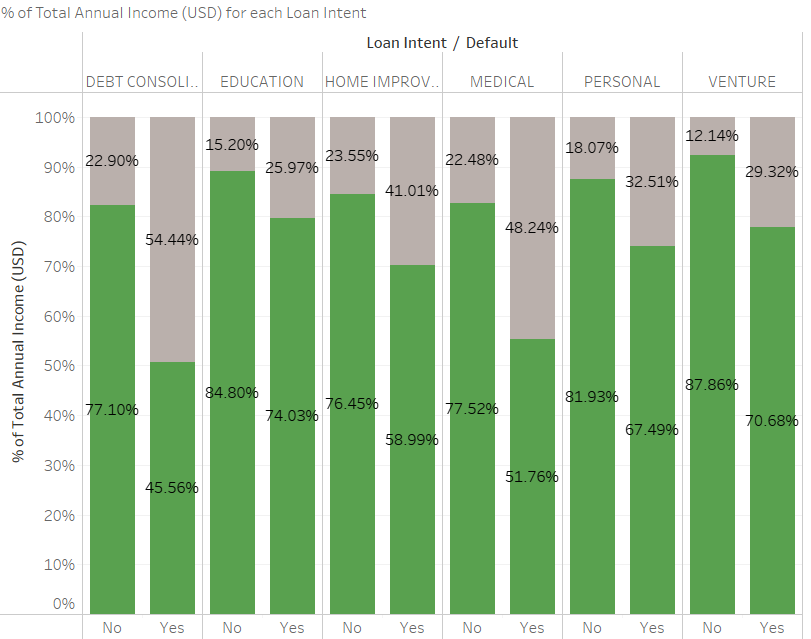 % of Total Annual Income (USD) for each Loan Intent
Loan Intent / Default
DEBT CONSOLI.. EDUCATION HOME IMPROV.. MEDICAL PERSONAL VENTURE
% of Total Annual Income (USD)
100%
90%
80%
70%
60%
50%
40%
30%
20%
10%
0%
22.90% 54.44% 15.20% 25.97% 23.55% 41.01% 22.48% 48.24% 18.07% 32.51% 12.14% 29.32%
77.10% 45.56% 84.80% 74.03% 76.45% 58.99% 77.52% 51.76% 81.93% 67.49% 87.86% 70.68%
No Yes No Yes No Yes No Yes No Yes No Yes